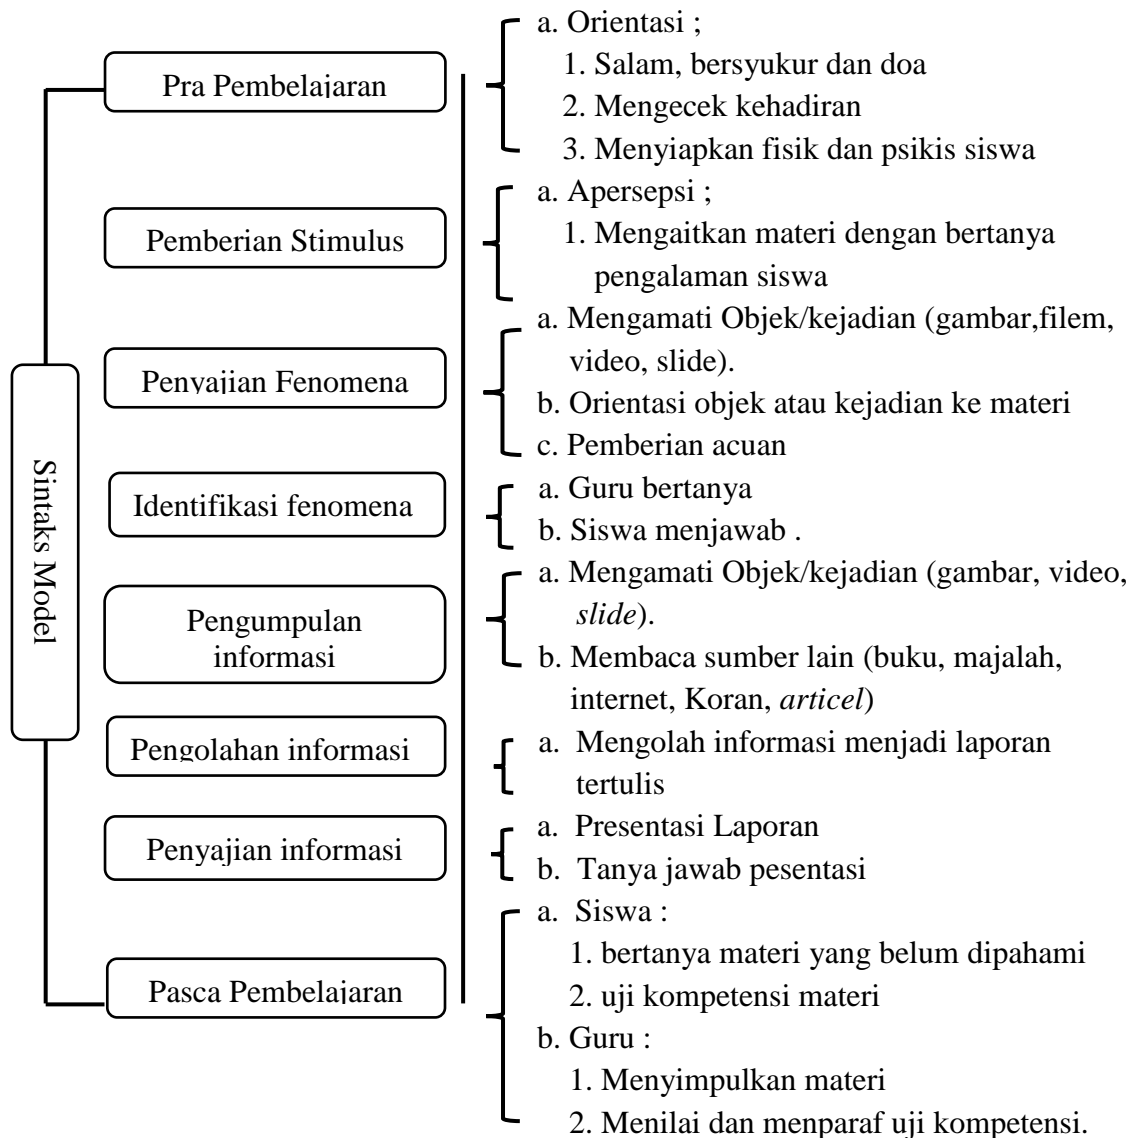 Sintaks Model
Pra Pembelajaran
a. Orientasi ;
1. Salam, bersyukur dan doa
2. Mengecek kehadiran
3. Menyiapkan fisik dan psikis siswa
Pemberian Stimulus
a. Apersepsi ;
1. Mengaitkan materi dengan bertanya
pengalaman siswa
Penyajian Fenomena
a. Mengamati Objek/kejadian (gambar,filem,
video, slide).
b. Orientasi objek atau kejadian ke materi
c. Pemberian acuan
Identifikasi fenomena
a. Guru bertanya
b. Siswa menjawab .
Pengumpulan
informasi
a. Mengamati Objek/kejadian (gambar, video,
slide).
b. Membaca sumber lain (buku, majalah,
internet, Koran, articel)
Pengolahan informasi
a. Mengolah informasi menjadi laporan
tertulis
Penyajian informasi
a. Presentasi Laporan
b. Tanya jawab pesentasi
Pasca Pembelajaran
a. Siswa :
1. bertanya materi yang belum dipahami
2. uji kompetensi materi
b. Guru :
1. Menyimpulkan materi
2. Menilai dan menparaf uji kompetensi.